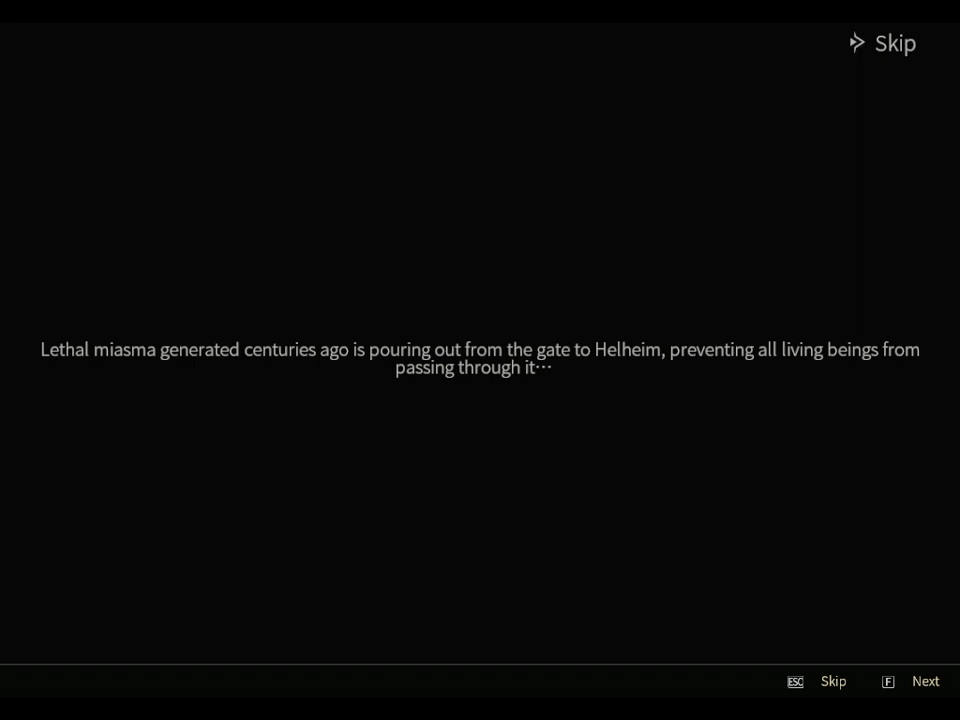 Skip
Lethal miasma generated centuries ago is pouring out from the gate to Helheim, preventing all living beings from
passing through it…
ESC Skip F Next